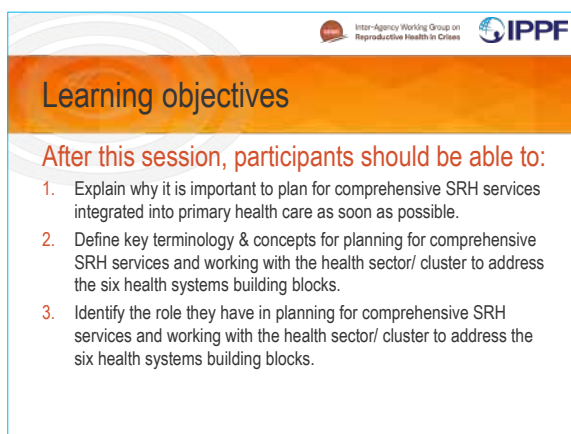 Inter-Agency Working Group on
Reproductive Health in Crises
IPPF
Learning objectives
After this session, participants should be able to:
1. Explain why it is important to plan for comprehensive SRH services
integrated into primary health care as soon as possible.
2. Define key terminology & concepts for planning for comprehensive
SRH services and working with the health sector/ cluster to address
the six health systems building blocks.
3. Identify the role they have in planning for comprehensive SRH
services and working with the health sector/ cluster to address the
six health systems building blocks.